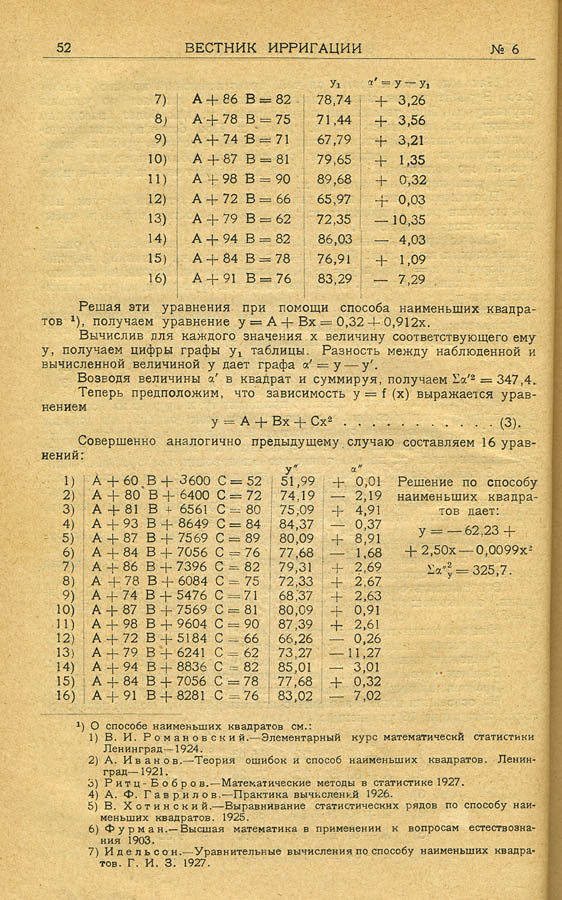 52 ВЕСТНИК ИРРИГАЦИИ № 6
y₁ α′ = y — y₁
7) A + 86 B = 82 78,74 + 3,26
8) A + 78 B = 75 71,44 + 3,56
9) A + 74 B = 71 67,79 + 3,21
10) A + 87 B = 81 79,65 + 1,35
11) A + 98 B = 90 89,68 + 0,32
12) A + 72 B = 66 65,97 + 0,03
13) A + 79 B = 62 72,35 — 10,35
14) A + 94 B = 82 86,03 — 4,03
15) A + 84 B = 78 76,91 + 1,09
16) A + 91 B = 76 83,29 — 7,29
Решая эти уравнения при помощи способа наименьших квадра-
тов ¹), получаем уравнение y = A + Bx = 0,32 + 0,912x.
Вычислив для каждого значения x величину соответствующего ему
y, получаем цифры графы y₁ таблицы. Разность между наблюденной и
вычисленной величиной y дает графа α′ = y — y′.
Возводя величины α′ в квадрат и суммируя, получаем Σα′² = 347,4.
Теперь предположим, что зависимость y = f (x) выражается урав-
нением
y = A + Bx + Cx² . . . . . . . . . . . (3).
Совершенно аналогично предыдущему случаю составляем 16 урав-
нений:
y″ α″
1) A + 60 B + 3600 C = 52 51,99 + 0,01
2) A + 80 B + 6400 C = 72 74,19 — 2,19
3) A + 81 B + 6561 C = 80 75,09 + 4,91
4) A + 93 B + 8649 C = 84 84,37 — 0,37
5) A + 87 B + 7569 C = 89 80,09 + 8,91
6) A + 84 B + 7056 C = 76 77,68 — 1,68
7) A + 86 B + 7396 C = 82 79,31 + 2,69
8) A + 78 B + 6084 C = 75 72,33 + 2,67
9) A + 74 B + 5476 C = 71 68,37 + 2,63
10) A + 87 B + 7569 C = 81 80,09 + 0,91
11) A + 98 B + 9604 C = 90 87,39 + 2,61
12) A + 72 B + 5184 C = 66 66,26 — 0,26
13) A + 79 B + 6241 C = 62 73,27 — 11,27
14) A + 94 B + 8836 C = 82 85,01 — 3,01
15) A + 84 B + 7056 C = 78 77,68 + 0,32
16) A + 91 B + 8281 C = 76 83,02 — 7,02
Решение по способу
наименьших квадра-
тов дает:
y = — 62,23 +
+ 2,50x — 0,0099x²
Σα″²y = 325,7.
¹) О способе наименьших квадратов см.:
1) В. И. Романовский.—Элементарный курс математическй статистики
Ленинград—1924.
2) А. Иванов.—Теория ошибок и способ наименьших квадратов. Ленин-
град—1921.
3) Ритц-Бобров.—Математические методы в статистике 1927.
4) А. Ф. Гаврилов.—Практика вычислений 1926.
5) В. Хотинский.—Выравнивание статистических рядов по способу наи-
меньших квадратов. 1925.
6) Фурман.—Высшая математика в применении к вопросам естествозна-
ния 1903.
7) Идельсон.—Уравнительные вычисления по способу наименьших квадра-
тов. Г. И. З. 1927.